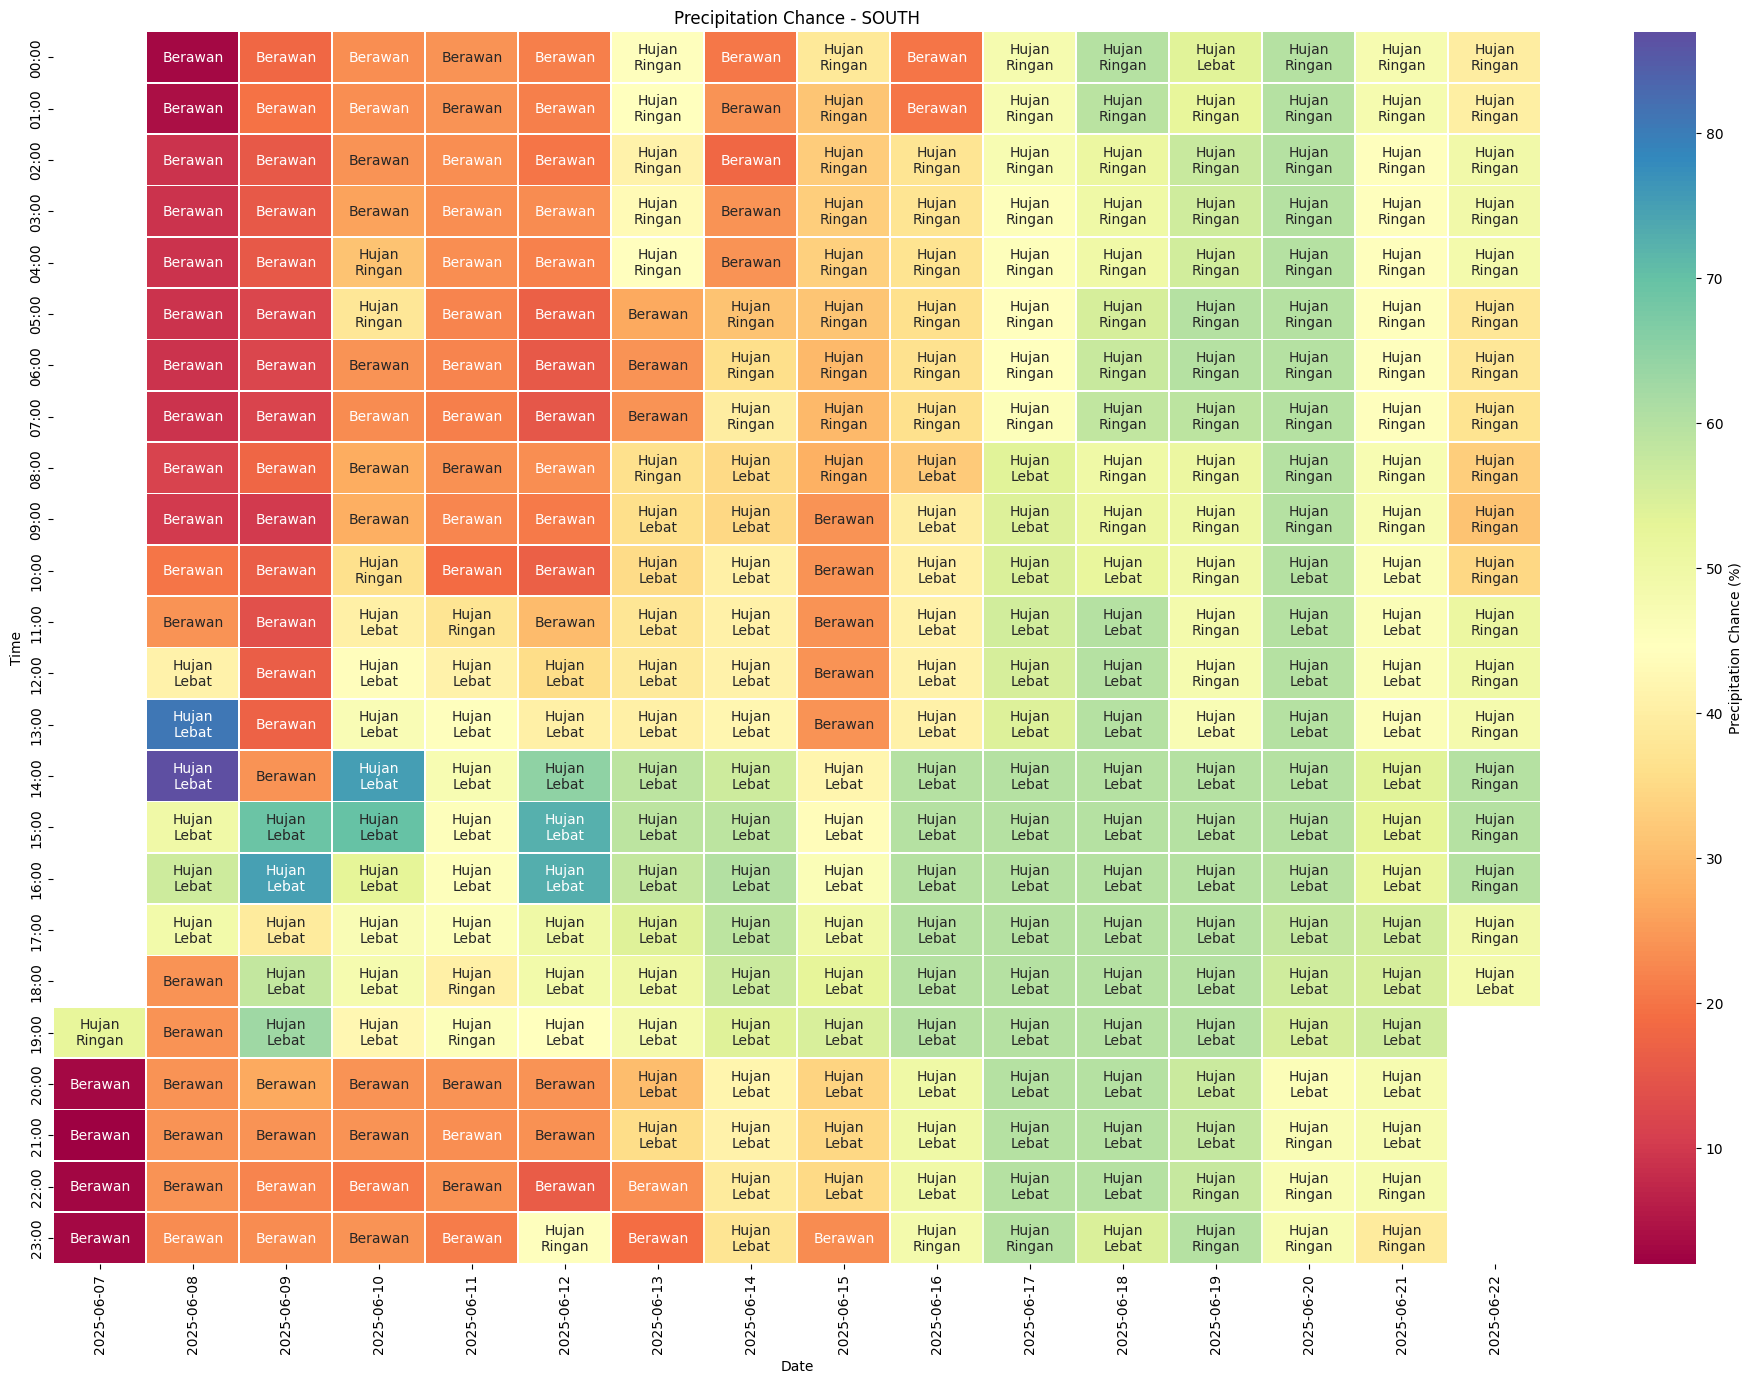 Precipitation Chance - SOUTH
00:00 Berawan Berawan Berawan Berawan Berawan Hujan Ringan Berawan Hujan Ringan Berawan Hujan Ringan Hujan Ringan Hujan Lebat Hujan Ringan Hujan Ringan Hujan Ringan
01:00 Berawan Berawan Berawan Berawan Berawan Hujan Ringan Berawan Hujan Ringan Berawan Hujan Ringan Hujan Ringan Hujan Ringan Hujan Ringan Hujan Ringan Hujan Ringan
02:00 Berawan Berawan Berawan Berawan Berawan Hujan Ringan Berawan Hujan Ringan Hujan Ringan Hujan Ringan Hujan Ringan Hujan Ringan Hujan Ringan Hujan Ringan Hujan Ringan
03:00 Berawan Berawan Berawan Berawan Berawan Hujan Ringan Berawan Hujan Ringan Hujan Ringan Hujan Ringan Hujan Ringan Hujan Ringan Hujan Ringan Hujan Ringan Hujan Ringan
04:00 Berawan Berawan Hujan Ringan Berawan Berawan Hujan Ringan Berawan Hujan Ringan Hujan Ringan Hujan Ringan Hujan Ringan Hujan Ringan Hujan Ringan Hujan Ringan Hujan Ringan
05:00 Berawan Berawan Hujan Ringan Berawan Berawan Berawan Hujan Ringan Hujan Ringan Hujan Ringan Hujan Ringan Hujan Ringan Hujan Ringan Hujan Ringan Hujan Ringan Hujan Ringan
06:00 Berawan Berawan Berawan Berawan Berawan Berawan Hujan Ringan Hujan Ringan Hujan Ringan Hujan Ringan Hujan Ringan Hujan Ringan Hujan Ringan Hujan Ringan Hujan Ringan
07:00 Berawan Berawan Berawan Berawan Berawan Berawan Hujan Ringan Hujan Ringan Hujan Ringan Hujan Ringan Hujan Ringan Hujan Ringan Hujan Ringan Hujan Ringan Hujan Ringan
08:00 Berawan Berawan Berawan Berawan Berawan Hujan Ringan Hujan Lebat Hujan Ringan Hujan Lebat Hujan Lebat Hujan Ringan Hujan Ringan Hujan Ringan Hujan Ringan Hujan Ringan
09:00 Berawan Berawan Berawan Berawan Berawan Hujan Lebat Hujan Lebat Berawan Hujan Lebat Hujan Lebat Hujan Ringan Hujan Ringan Hujan Ringan Hujan Ringan Hujan Ringan
10:00 Berawan Berawan Hujan Ringan Berawan Berawan Hujan Lebat Hujan Lebat Berawan Hujan Lebat Hujan Lebat Hujan Lebat Hujan Ringan Hujan Lebat Hujan Lebat Hujan Ringan
11:00 Berawan Berawan Hujan Lebat Hujan Ringan Berawan Hujan Lebat Hujan Lebat Berawan Hujan Lebat Hujan Lebat Hujan Lebat Hujan Ringan Hujan Lebat Hujan Lebat Hujan Ringan
12:00 Hujan Lebat Berawan Hujan Lebat Hujan Lebat Hujan Lebat Hujan Lebat Hujan Lebat Berawan Hujan Lebat Hujan Lebat Hujan Lebat Hujan Ringan Hujan Lebat Hujan Lebat Hujan Ringan
13:00 Hujan Lebat Berawan Hujan Lebat Hujan Lebat Hujan Lebat Hujan Lebat Hujan Lebat Berawan Hujan Lebat Hujan Lebat Hujan Lebat Hujan Lebat Hujan Lebat Hujan Lebat Hujan Ringan
14:00 Hujan Lebat Berawan Hujan Lebat Hujan Lebat Hujan Lebat Hujan Lebat Hujan Lebat Hujan Lebat Hujan Lebat Hujan Lebat Hujan Lebat Hujan Lebat Hujan Lebat Hujan Lebat Hujan Ringan
15:00 Hujan Lebat Hujan Lebat Hujan Lebat Hujan Lebat Hujan Lebat Hujan Lebat Hujan Lebat Hujan Lebat Hujan Lebat Hujan Lebat Hujan Lebat Hujan Lebat Hujan Lebat Hujan Lebat Hujan Ringan
16:00 Hujan Lebat Hujan Lebat Hujan Lebat Hujan Lebat Hujan Lebat Hujan Lebat Hujan Lebat Hujan Lebat Hujan Lebat Hujan Lebat Hujan Lebat Hujan Lebat Hujan Lebat Hujan Lebat Hujan Ringan
17:00 Hujan Lebat Hujan Lebat Hujan Lebat Hujan Lebat Hujan Lebat Hujan Lebat Hujan Lebat Hujan Lebat Hujan Lebat Hujan Lebat Hujan Lebat Hujan Lebat Hujan Lebat Hujan Lebat Hujan Ringan
18:00 Berawan Hujan Lebat Hujan Lebat Hujan Ringan Hujan Lebat Hujan Lebat Hujan Lebat Hujan Lebat Hujan Lebat Hujan Lebat Hujan Lebat Hujan Lebat Hujan Lebat Hujan Lebat Hujan Lebat
19:00 Hujan Ringan Berawan Hujan Lebat Hujan Lebat Hujan Ringan Hujan Lebat Hujan Lebat Hujan Lebat Hujan Lebat Hujan Lebat Hujan Lebat Hujan Lebat Hujan Lebat Hujan Lebat Hujan Lebat
20:00 Berawan Berawan Berawan Berawan Berawan Berawan Hujan Lebat Hujan Lebat Hujan Lebat Hujan Lebat Hujan Lebat Hujan Lebat Hujan Lebat Hujan Lebat Hujan Lebat
21:00 Berawan Berawan Berawan Berawan Berawan Berawan Hujan Lebat Hujan Lebat Hujan Lebat Hujan Lebat Hujan Lebat Hujan Lebat Hujan Lebat Hujan Ringan Hujan Lebat
22:00 Berawan Berawan Berawan Berawan Berawan Berawan Berawan Hujan Lebat Hujan Lebat Hujan Lebat Hujan Lebat Hujan Lebat Hujan Ringan Hujan Ringan Hujan Ringan
23:00 Berawan Berawan Berawan Berawan Berawan Hujan Ringan Berawan Hujan Lebat Berawan Hujan Ringan Hujan Ringan Hujan Lebat Hujan Ringan Hujan Ringan Hujan Ringan
Time
2025-06-07
2025-06-08
2025-06-09
2025-06-10
2025-06-11
2025-06-12
2025-06-13
2025-06-14
2025-06-15
2025-06-16
2025-06-17
2025-06-18
2025-06-19
2025-06-20
2025-06-21
2025-06-22
Date
80
70
60
50
40
30
20
10
Precipitation Chance (%)